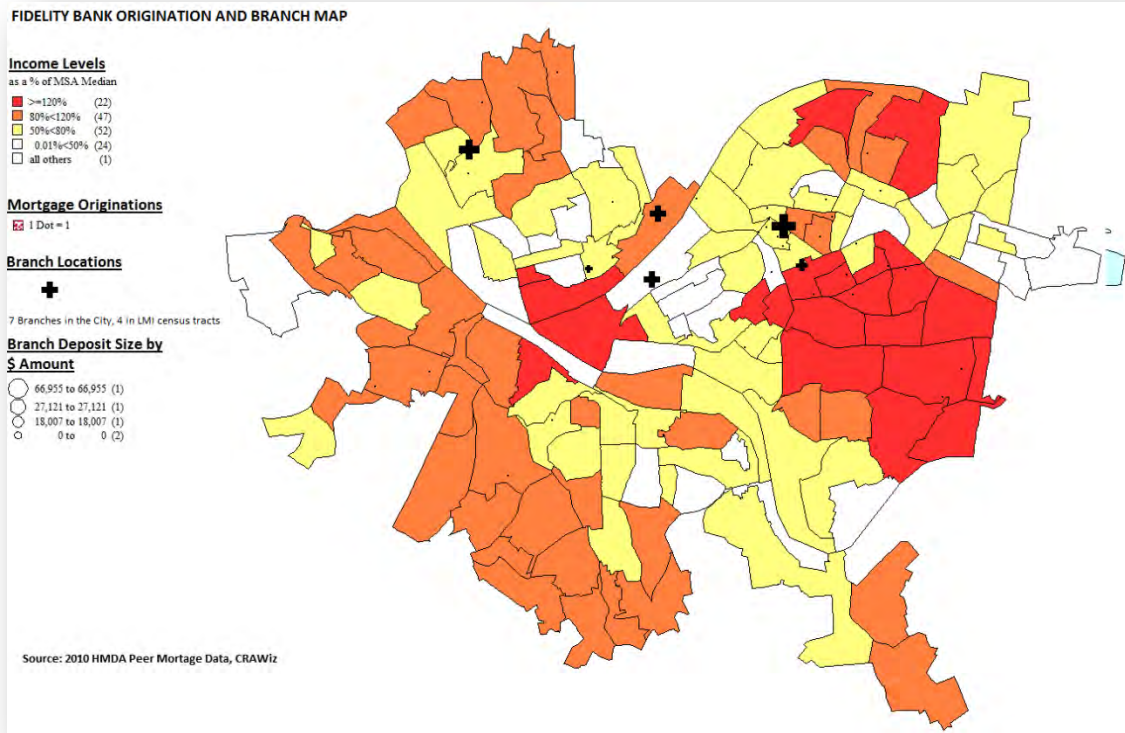 FIDELITY BANK ORIGINATION AND BRANCH MAP
Income Levels
as a % of MSA Median
>=120% (22)
80%<120% (47)
50%<80% (52)
0.01%<50% (24)
all others (1)
Mortgage Originations
1 Dot = 1
Branch Locations
7 Branches in the City, 4 in LMI census tracts
Branch Deposit Size by
$ Amount
66,955 to 66,955 (1)
27,121 to 27,121 (1)
18,007 to 18,007 (1)
0 to 0 (2)
Source: 2010 HMDA Peer Mortage Data, CRAWiz